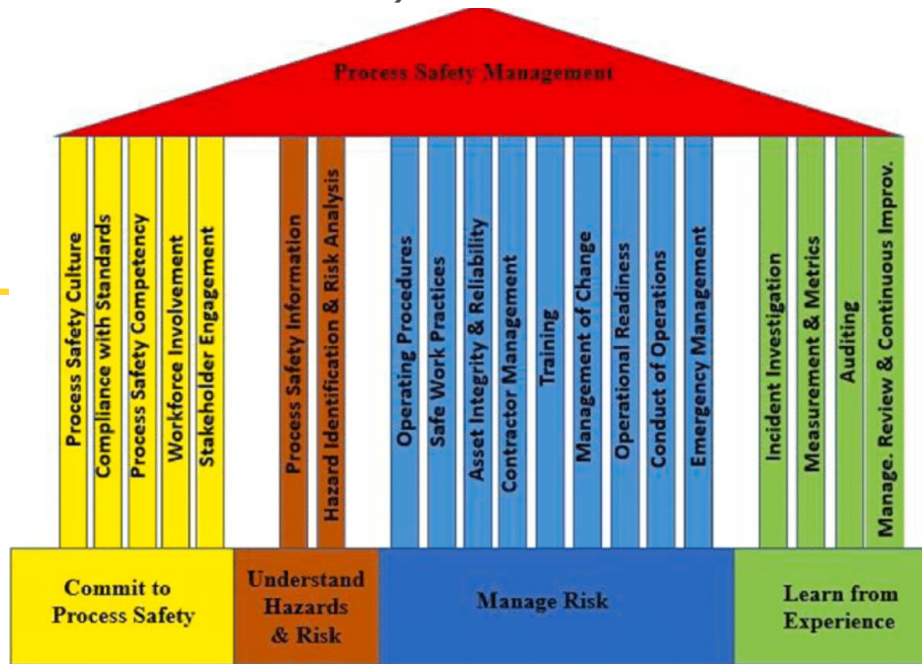 Process Safety Management
Process Safety Culture
Compliance with Standards
Process Safety Competency
Workforce Involvement
Stakeholder Engagement
Process Safety Information
Hazard Identification & Risk Analysis
Operating Procedures
Safe Work Practices
Asset Integrity & Reliability
Contractor Management
Training
Management of Change
Operational Readiness
Conduct of Operations
Emergency Management
Incident Investigation
Measurement & Metrics
Auditing
Manage. Review & Continuous Improv.
Commit to
Process Safety
Understand
Hazards
& Risk
Manage Risk
Learn from
Experience